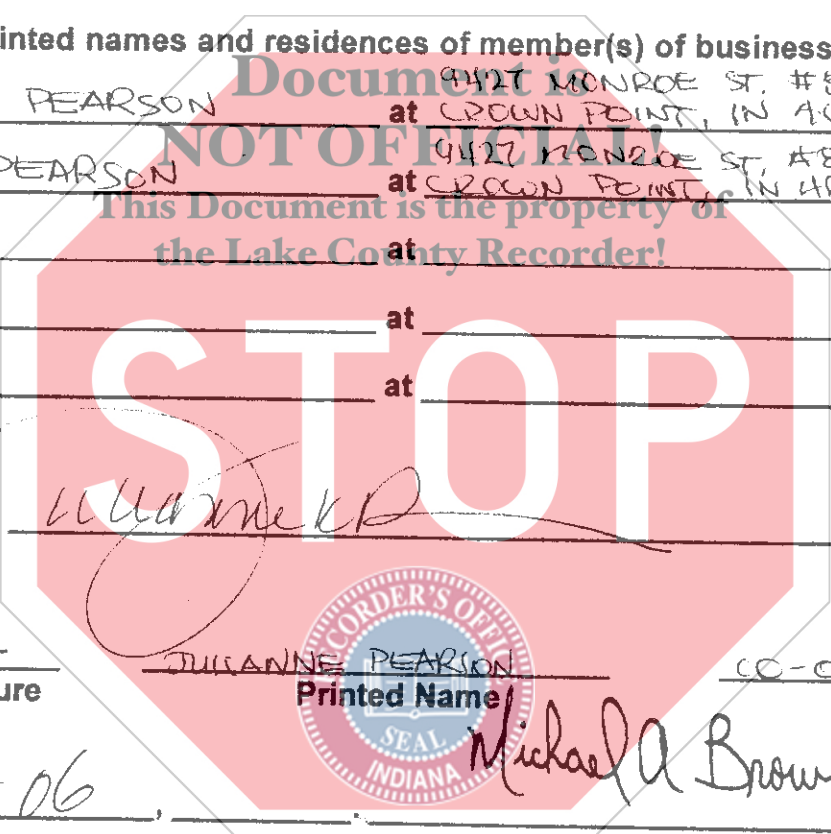 inted names and residences of member(s) of business
Document is
9427 MONROE ST. #
PEARSON at CROWN POINT, IN
NOT OFFICIAL!
9427 MONROE ST. #
PEARSON at CROWN POINT, IN
This Document is the property of
the Lake County Recorder!
at
at
at
STOP
RECORDER'S OFFICE
JULIANNE PEARSON CO-
ure Printed Name
SEAL
INDIANA
Michael A Brow
06